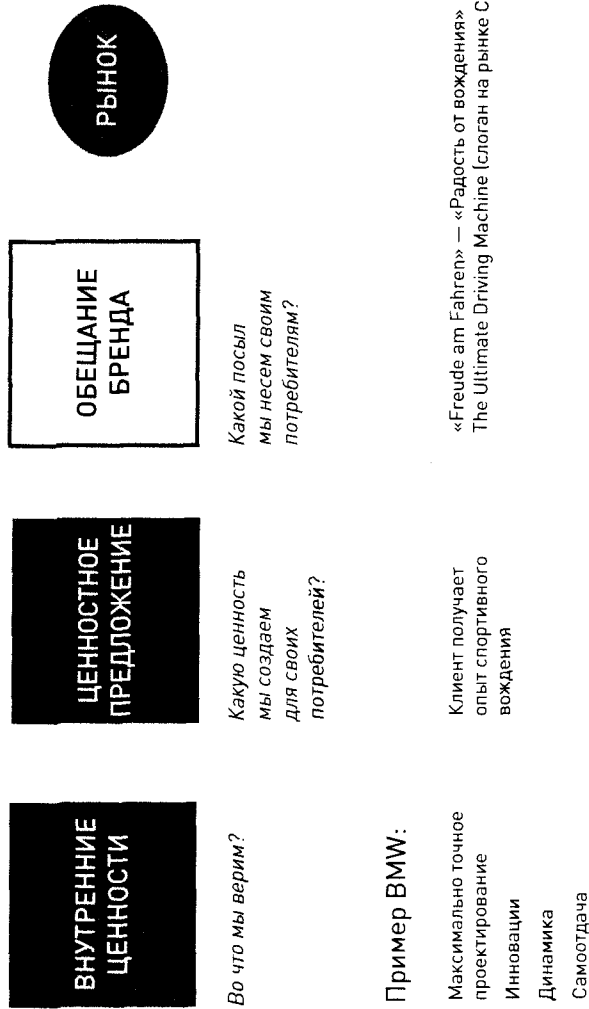 ВНУТРЕННИЕ
ЦЕННОСТИ
ЦЕННОСТНОЕ
ПРЕДЛОЖЕНИЕ
ОБЕЩАНИЕ
БРЕНДА
РЫНОК
Во что мы верим?
Какую ценность
мы создаем
для своих
потребителей?
Какой посыл
мы несем своим
потребителям?
Пример BMW:
Максимально точное
проектирование
Инновации
Динамика
Самоотдача
Клиент получает
опыт спортивного
вождения
«Freude am Fahren» — «Радость от вождения»
The Ultimate Driving Machine (слоган на рынке С